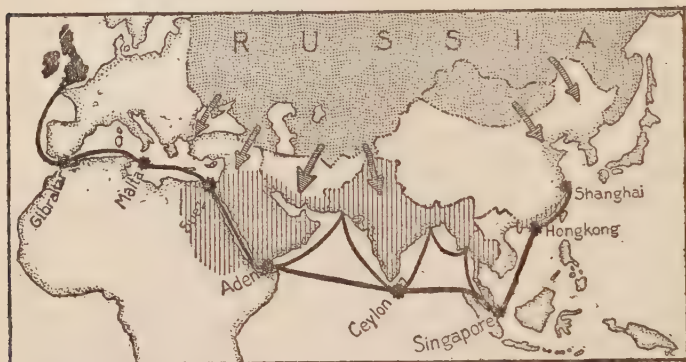 RUSSIA
Gibraltar
Malta
Aden
Ceylon
Singapore
Hongkong
Shanghai